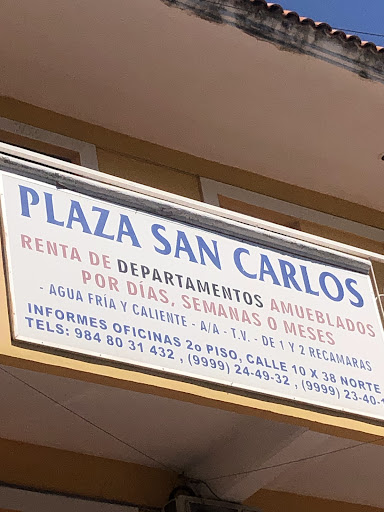 PLAZA SAN CARLOS
RENTA DE DEPARTAMENTOS AMUEBLADOS
POR DÍAS, SEMANAS O MESES
- AGUA FRÍA Y CALIENTE - A/A - T.V. - DE 1 Y 2 RECAMARAS
INFORMES OFICINAS 2o PISO, CALLE 10 X 38 NORTE
TELS: 984 80 31 432 , (9999) 24-49-32 , (9999) 23-40-